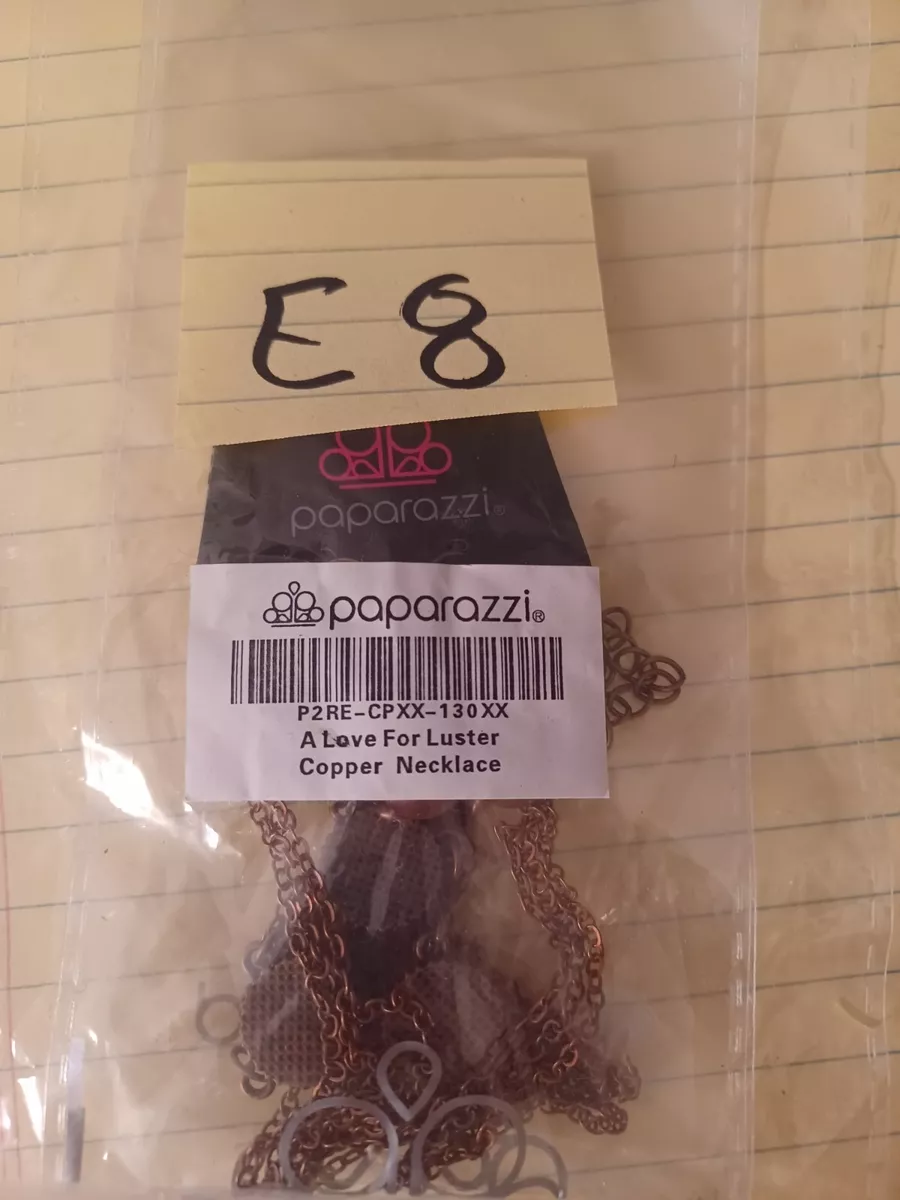 E8
paparazzi®
paparazzi®
P2RE-CPXX-130XX
A Love For Luster
Copper Necklace